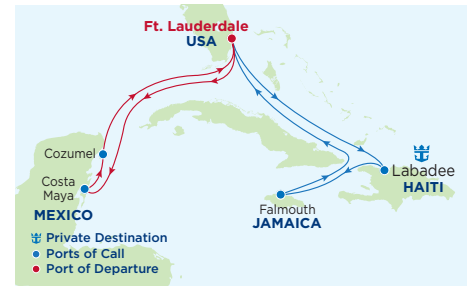 Ft. Lauderdale
USA
Cozumel
Costa
Maya
MEXICO
Labadee
HAITI
Falmouth
JAMAICA
Private Destination
Ports of Call
Port of Departure